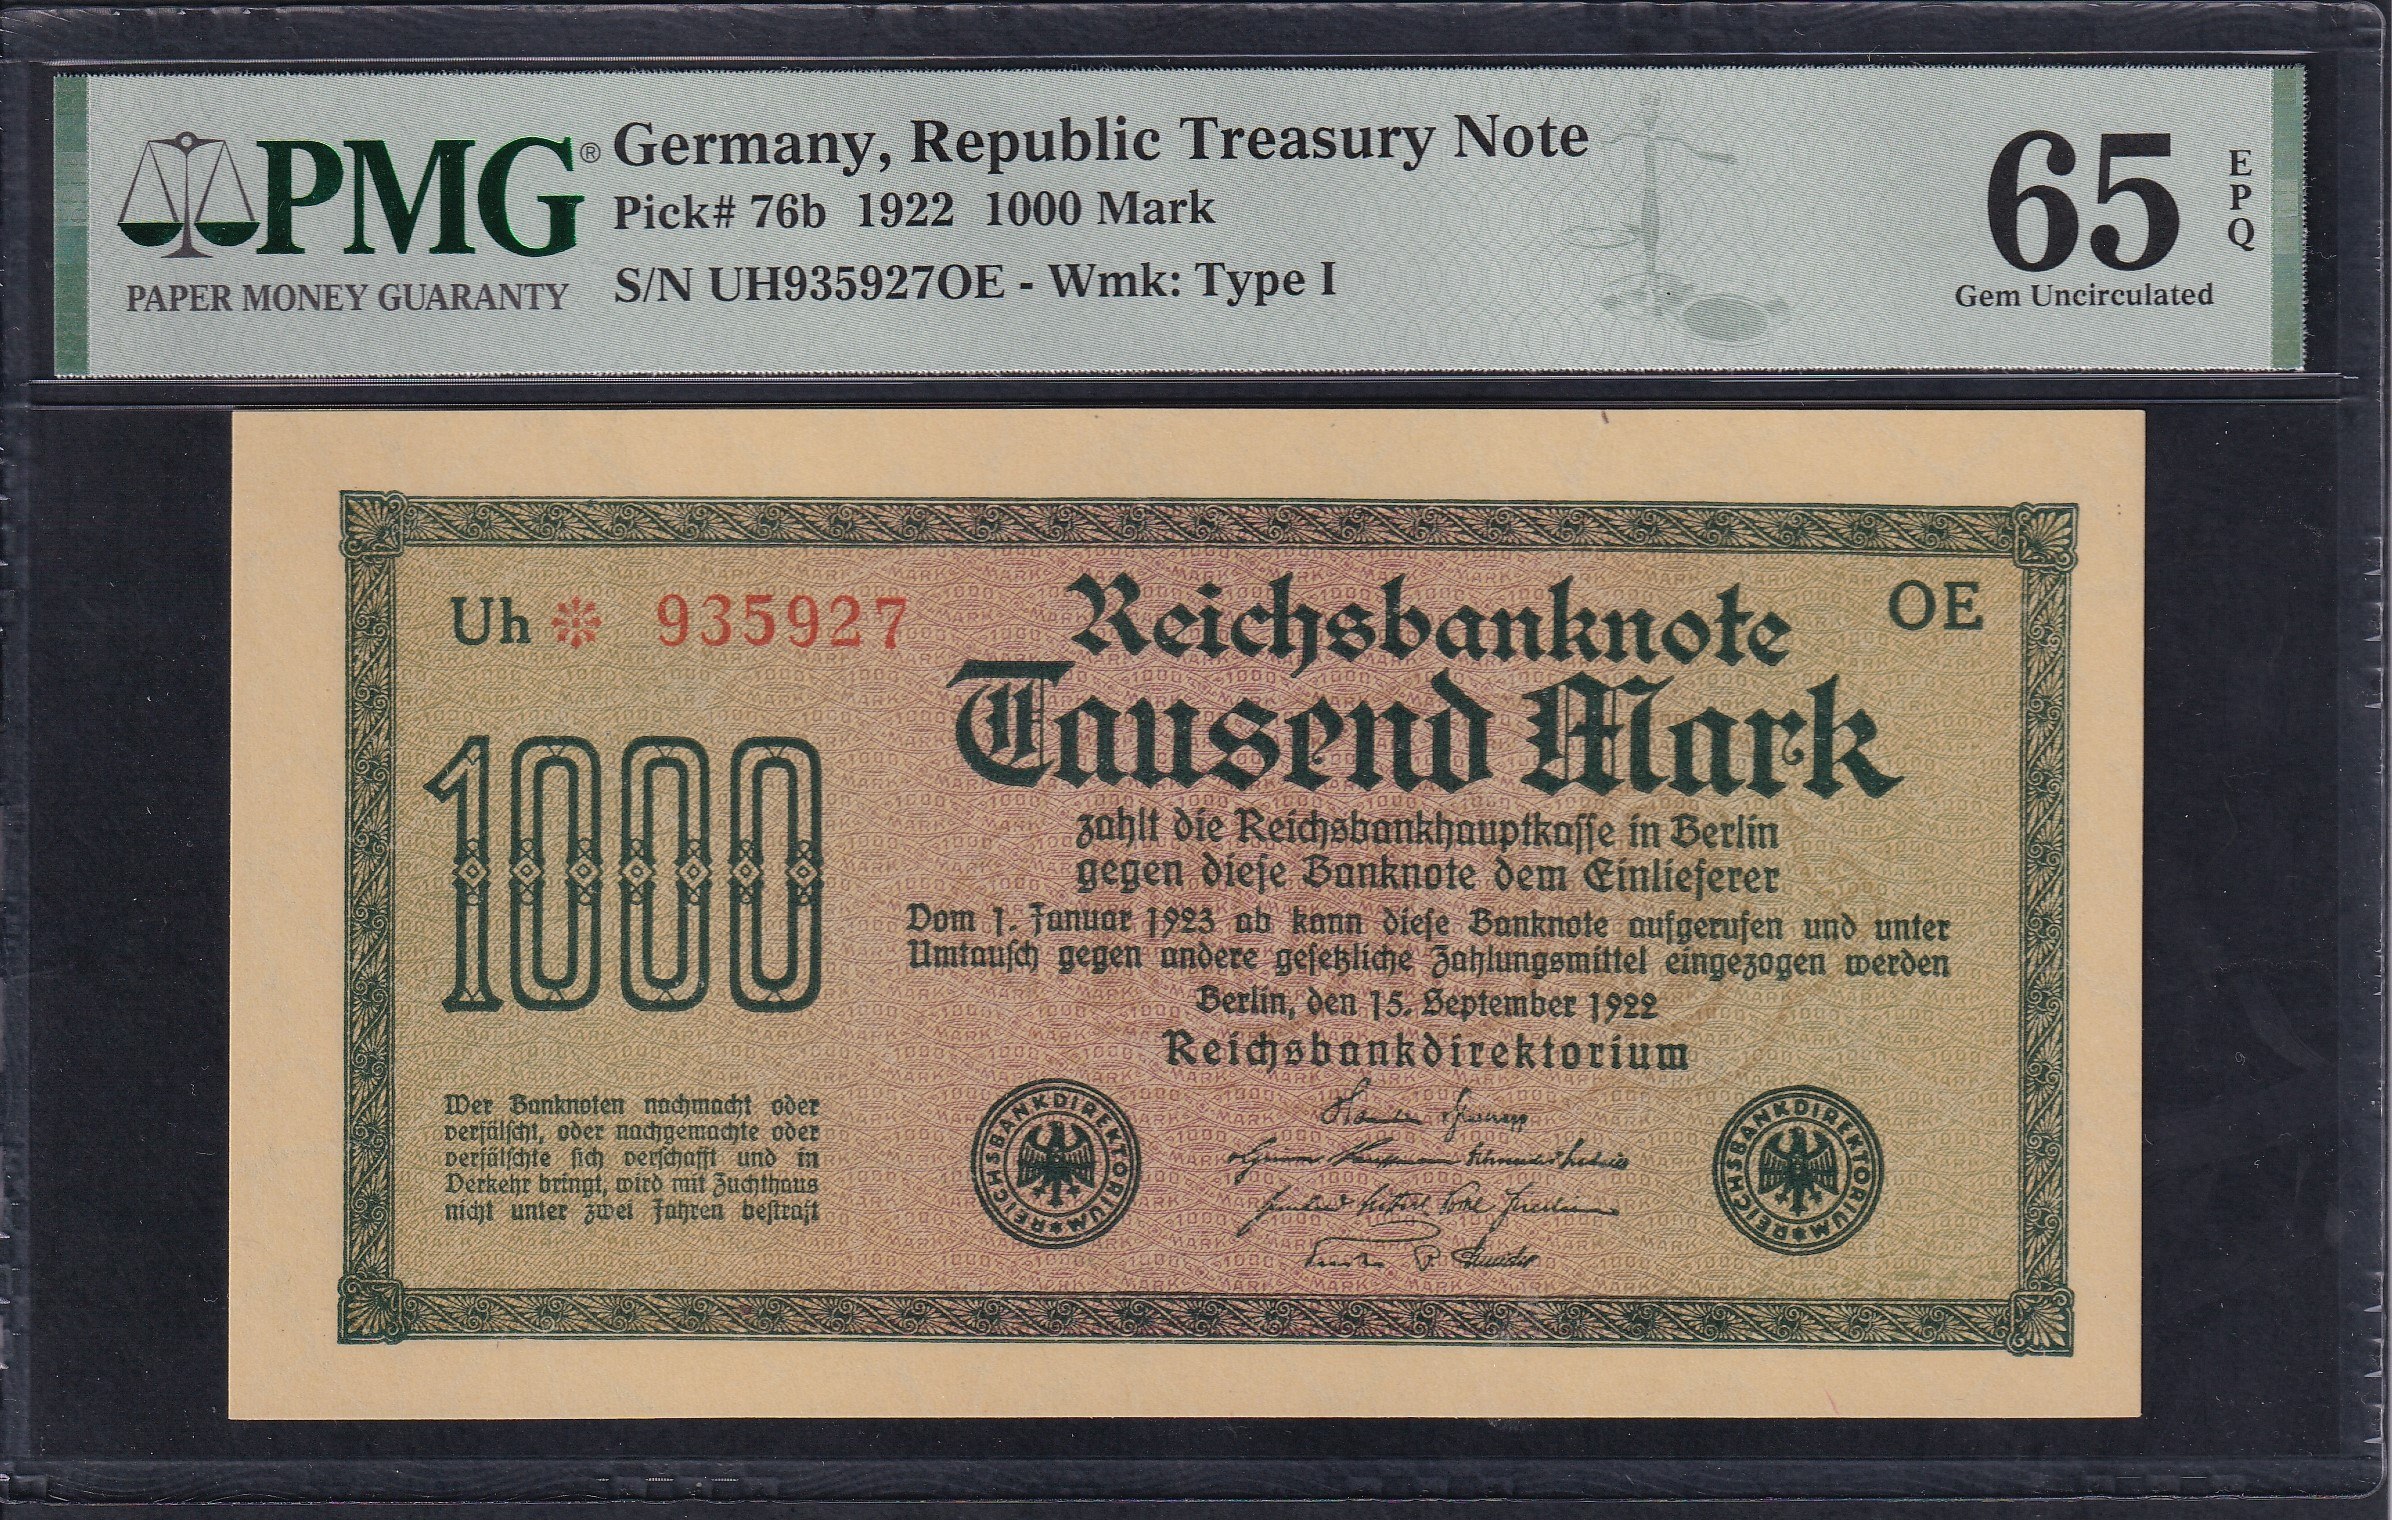 PMG®
PAPER MONEY GUARANTY
Germany, Republic Treasury Note
Pick# 76b 1922 1000 Mark
S/N UH935927OE - Wmk: Type I
65
EPQ
Gem Uncirculated
Uh * 935927
OE
Reichsbanknote
Tausend Mark
1000
zahlt die Reichsbankhauptkasse in Berlin
gegen diese Banknote dem Einlieferer
Vom 1. Januar 1923 ab kann diese Banknote aufgerufen und unter
Umtausch gegen andere gesetzliche Zahlungsmittel eingezogen werden
Berlin, den 15. September 1922
Reichsbankdirektorium
Wer Banknoten nachmacht oder
verfälscht, oder nachgemachte oder
verfälschte sich verschafft und in
Verkehr bringt, wird mit Zuchthaus
nicht unter zwei Jahren bestraft
REICHSBANKDIREKTORIUM
REICHSBANKDIREKTORIUM